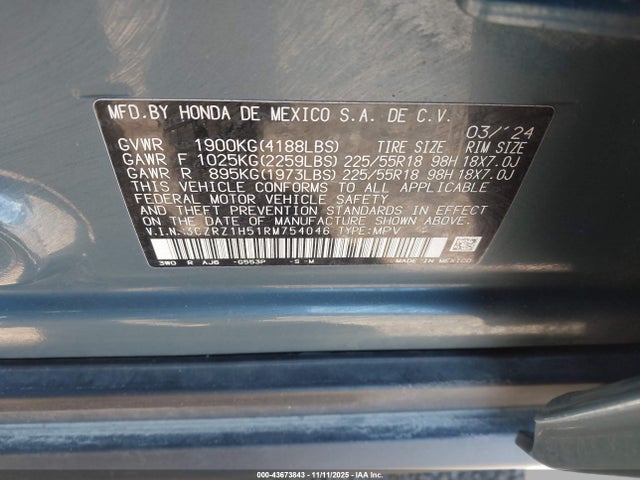 MFD.BY HONDA DE MEXICO S.A. DE C.V.
03/'24
GVWR 1900KG(4188LBS) TIRE SIZE RIM SIZE
GAWR F 1025KG(2259LBS) 225/55R18 98H 18X7.0J
GAWR R 895KG(1973LBS) 225/55R18 98H 18X7.0J
THIS VEHICLE CONFORMS TO ALL APPLICABLE
FEDERAL MOTOR VEHICLE SAFETY
AND THEFT PREVENTION STANDARDS IN EFFECT
ON THE DATE OF MANUFACTURE SHOWN ABOVE.
V.I.N:3CZRZ1H51RM754046 TYPE:MPV
3W0 R AJ6 -S -M
MADE IN MEXICO
000-43673843 - 11/11/2025 - IAA Inc.